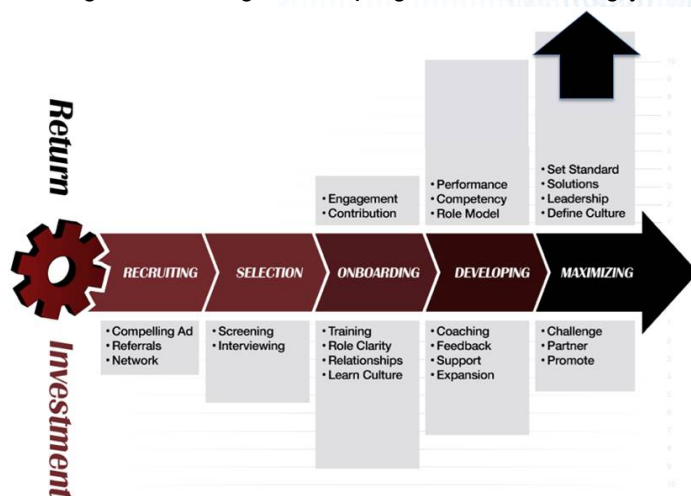 Return
• Engagement
• Contribution
• Performance
• Competency
• Role Model
• Set Standard
• Solutions
• Leadership
• Define Culture
RECRUITING
SELECTION
ONBOARDING
DEVELOPING
MAXIMIZING
Investment
• Compelling Ad
• Referrals
• Network
• Screening
• Interviewing
• Training
• Role Clarity
• Relationships
• Learn Culture
• Coaching
• Feedback
• Support
• Expansion
• Challenge
• Partner
• Promote